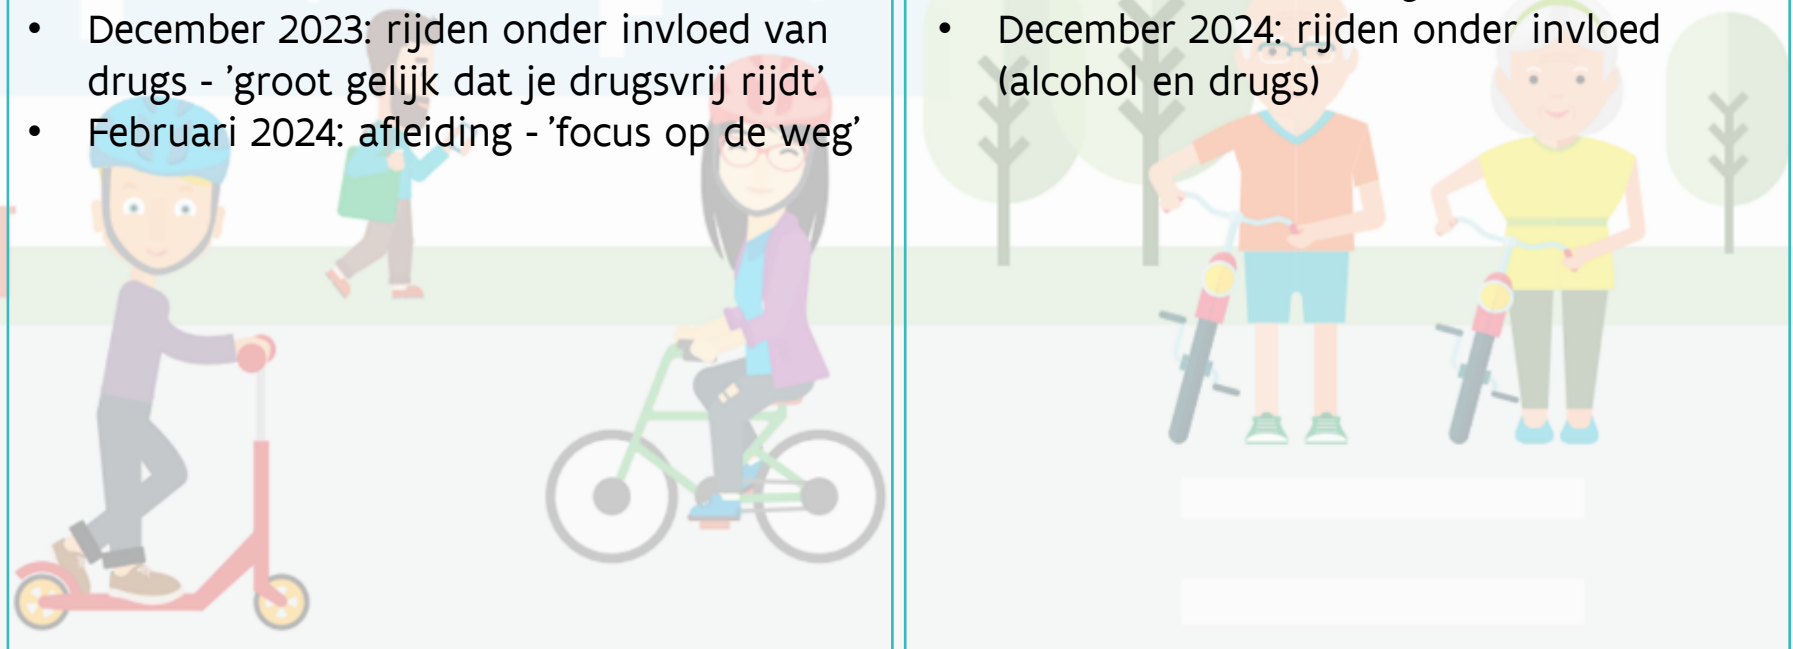 • December 2023: rijden onder invloed van
drugs - ’groot gelijk dat je drugsvrij rijdt’
• Februari 2024: afleiding - ’focus op de weg’
• December 2024: rijden onder invloed
(alcohol en drugs)